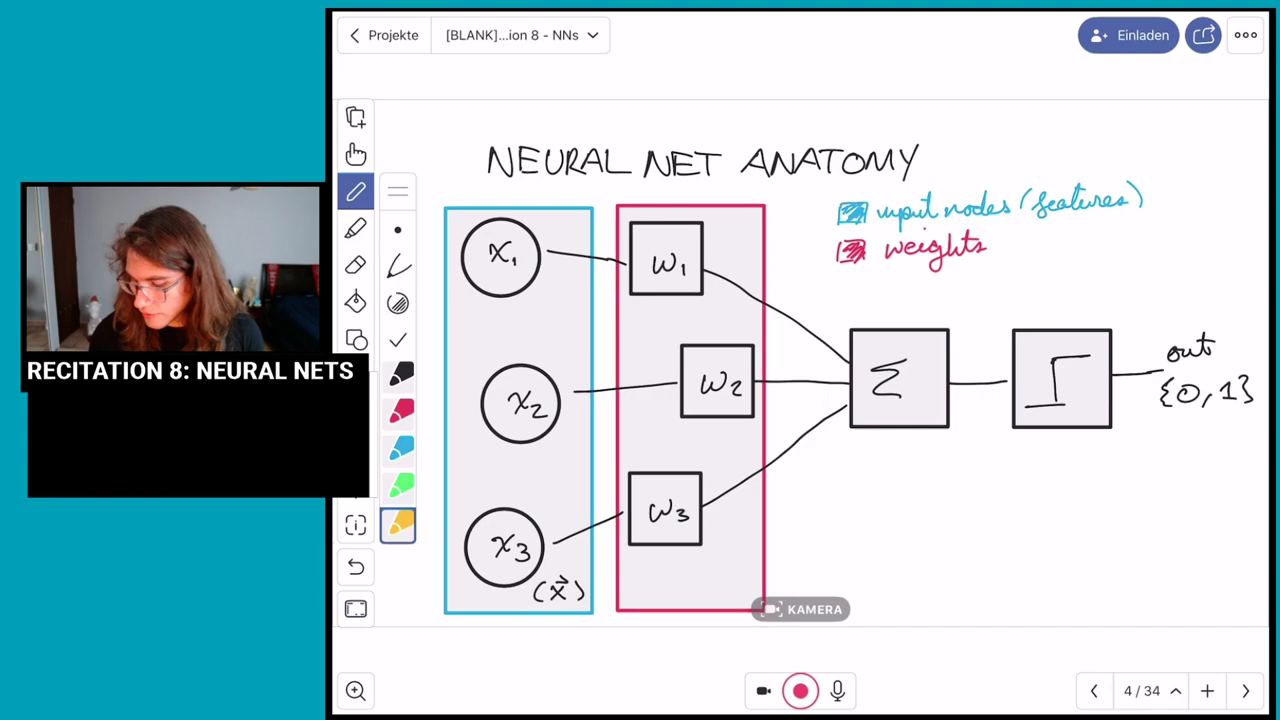 Projekte
[BLANK]...ion 8 - NNs
Einladen
NEURAL NET ANATOMY
input nodes (features)
weights
x₁
w₁
x₂
w₂
Σ
out
{0, 1}
x₃
w₃
(x⃗)
RECITATION 8: NEURAL NETS
KAMERA
4 / 34